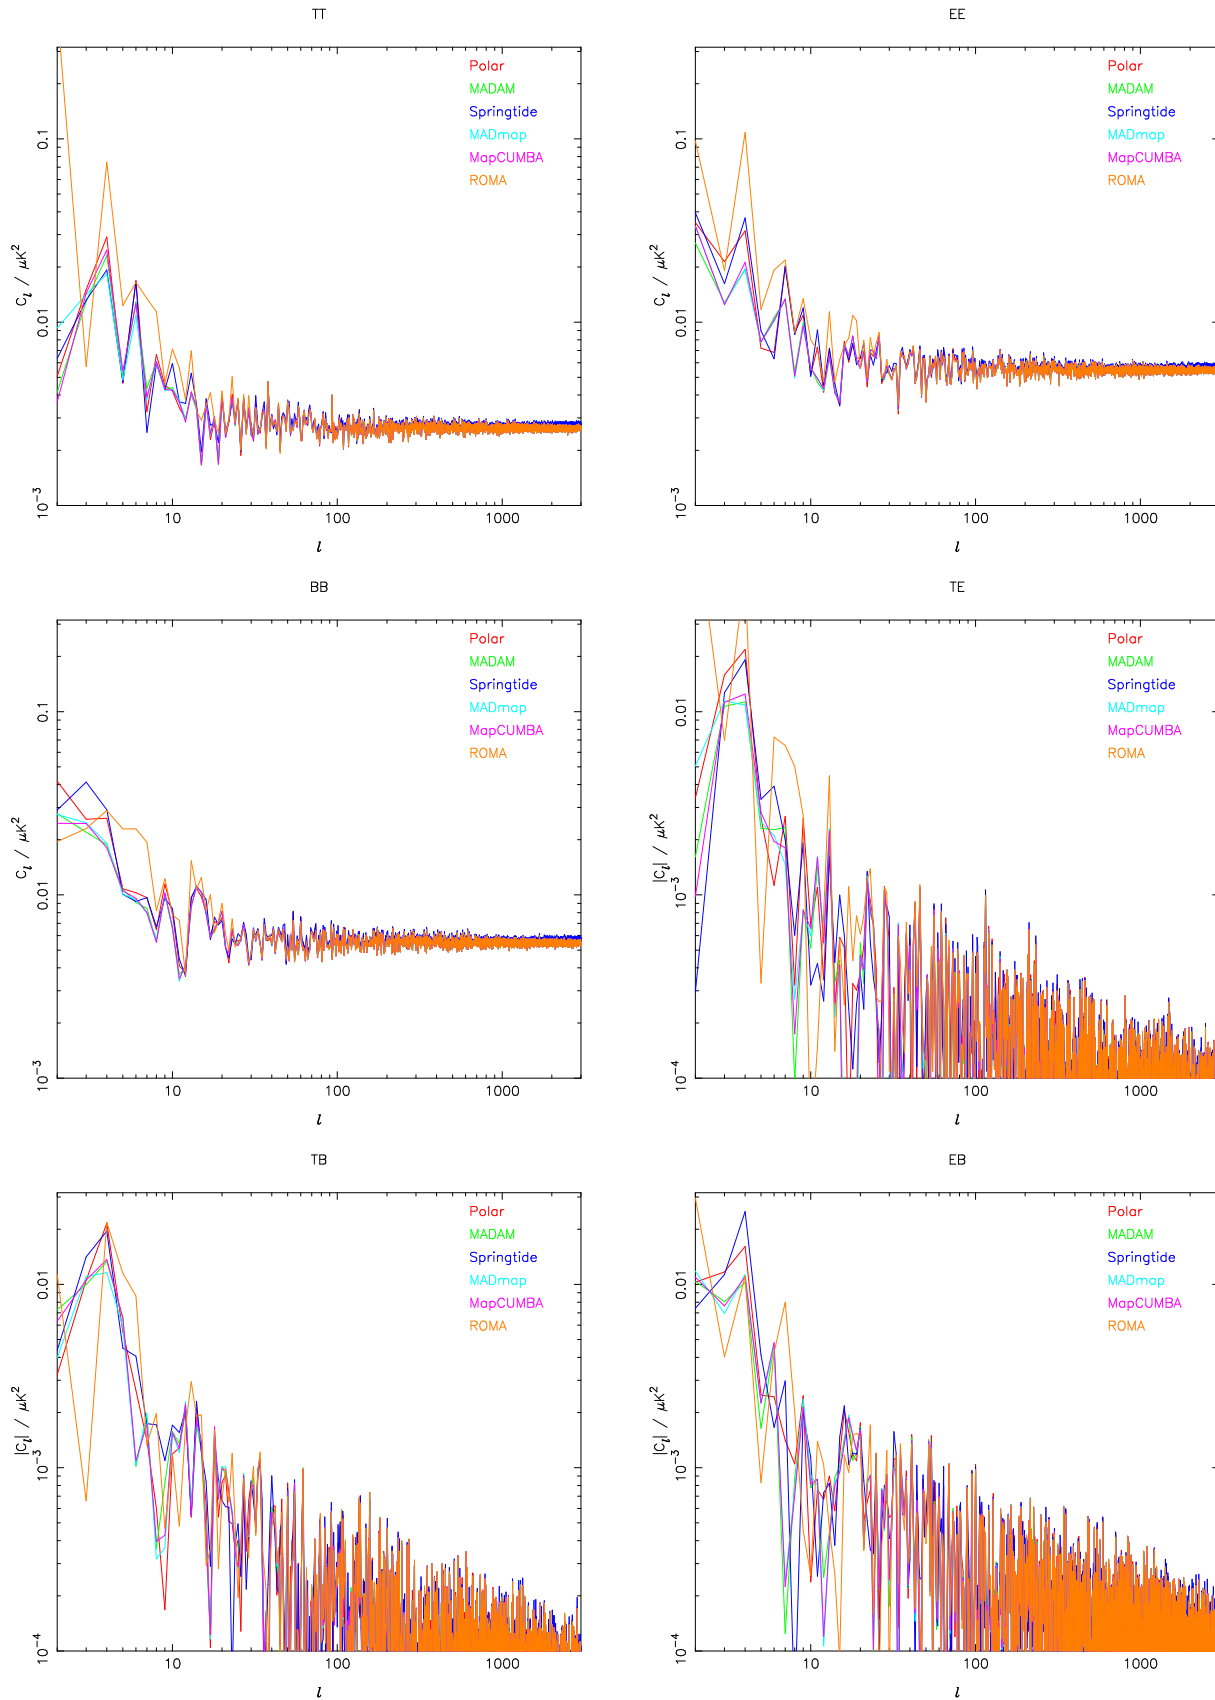 TT
0.1
0.01
10⁻³
C_l / μK²
10
100
1000
l
Polar
MADAM
Springtide
MADmap
MapCUMBA
ROMA
EE
0.1
0.01
10⁻³
C_l / μK²
10
100
1000
l
Polar
MADAM
Springtide
MADmap
MapCUMBA
ROMA
BB
0.1
0.01
10⁻³
C_l / μK²
10
100
1000
l
Polar
MADAM
Springtide
MADmap
MapCUMBA
ROMA
TE
0.01
10⁻³
10⁻⁴
|C_l| / μK²
10
100
1000
l
Polar
MADAM
Springtide
MADmap
MapCUMBA
ROMA
TB
0.01
10⁻³
10⁻⁴
|C_l| / μK²
10
100
1000
l
Polar
MADAM
Springtide
MADmap
MapCUMBA
ROMA
EB
0.01
10⁻³
10⁻⁴
|C_l| / μK²
10
100
1000
l
Polar
MADAM
Springtide
MADmap
MapCUMBA
ROMA